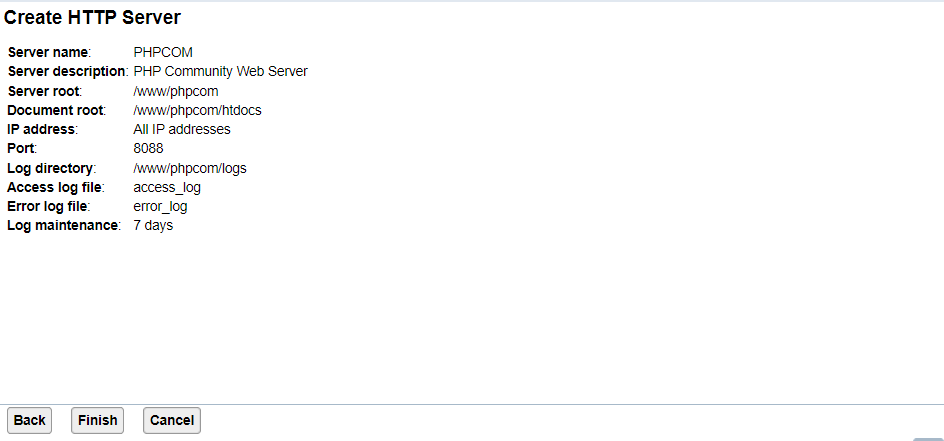 Create HTTP Server
Server name: PHPCOM
Server description: PHP Community Web Server
Server root: /www/phpcom
Document root: /www/phpcom/htdocs
IP address: All IP addresses
Port: 8088
Log directory: /www/phpcom/logs
Access log file: access_log
Error log file: error_log
Log maintenance: 7 days
Back Finish Cancel